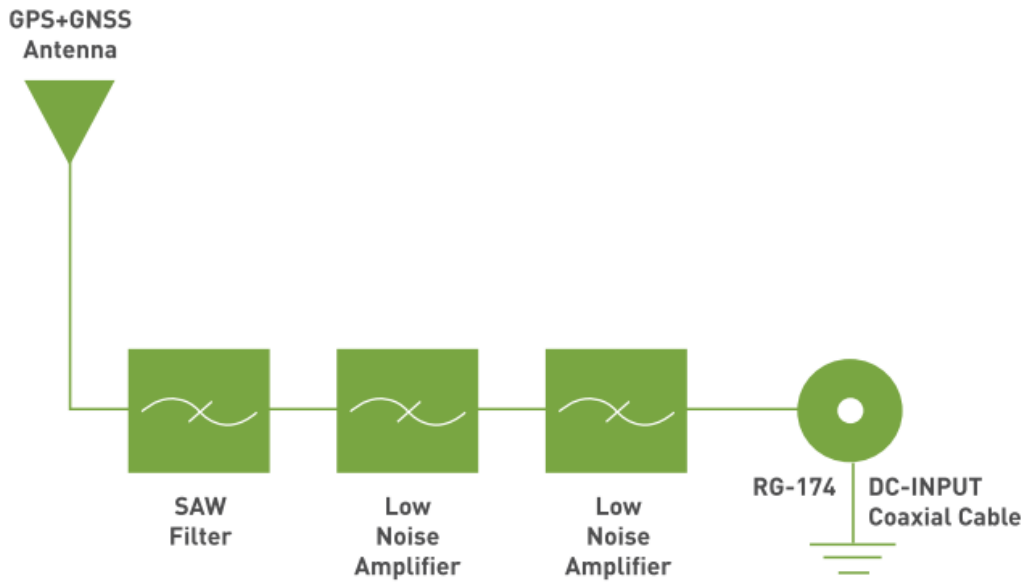 GPS+GNSS
Antenna
SAW
Filter
Low
Noise
Amplifier
Low
Noise
Amplifier
RG-174
DC-INPUT
Coaxial Cable